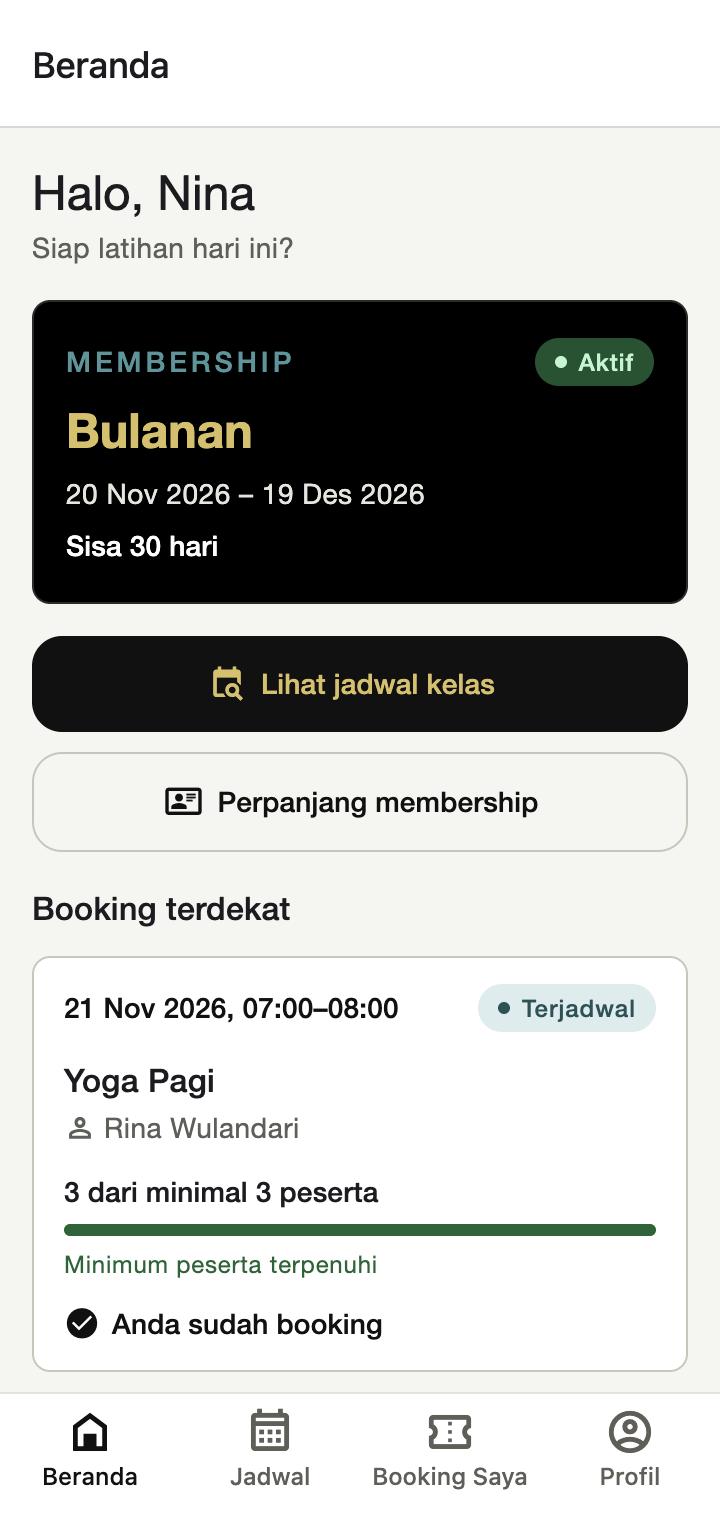 Beranda
Halo, Nina
Siap latihan hari ini?
MEMBERSHIP
Aktif
Bulanan
20 Nov 2026 – 19 Des 2026
Sisa 30 hari
Lihat jadwal kelas
Perpanjang membership
Booking terdekat
21 Nov 2026, 07:00–08:00
Terjadwal
Yoga Pagi
Rina Wulandari
3 dari minimal 3 peserta
Minimum peserta terpenuhi
Anda sudah booking
Beranda
Jadwal
Booking Saya
Profil